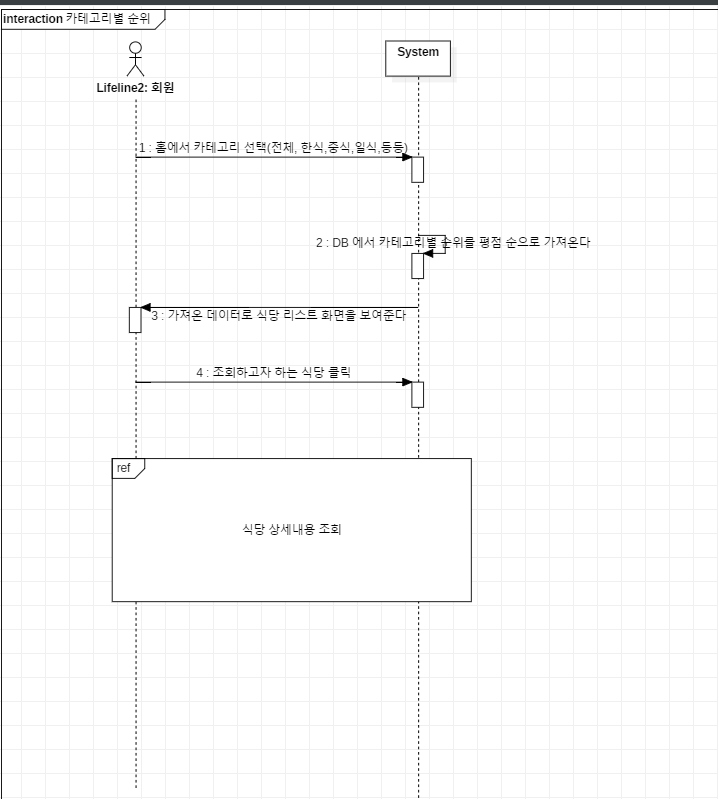 interaction 카테고리별 순위
System
Lifeline2: 회원
1 : 홈에서 카테고리 선택(전체, 한식,중식,일식,등등)
2 : DB 에서 카테고리별 순위를 평점 순으로 가져온다
3 : 가져온 데이터로 식당 리스트 화면을 보여준다
4 : 조회하고자 하는 식당 클릭
ref
식당 상세내용 조회